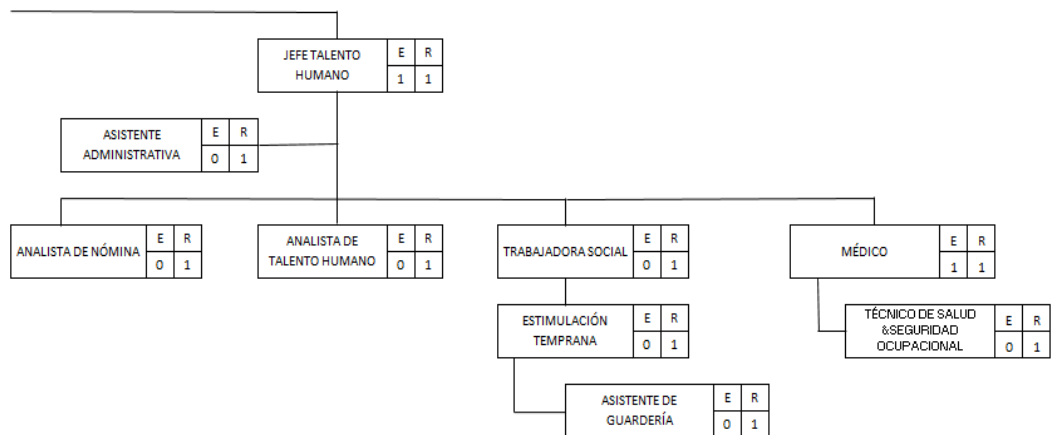 JEFE TALENTO
HUMANO
E R
1 1
ASISTENTE
ADMINISTRATIVA
E R
0 1
ANALISTA DE NÓMINA
E R
0 1
ANALISTA DE
TALENTO HUMANO
E R
0 1
TRABAJADORA SOCIAL
E R
0 1
MÉDICO
E R
1 1
ESTIMULACIÓN
TEMPRANA
E R
0 1
TÉCNICO DE SALUD
&SEGURIDAD
OCUPACIONAL
E R
0 1
ASISTENTE DE
GUARDERÍA
E R
0 1